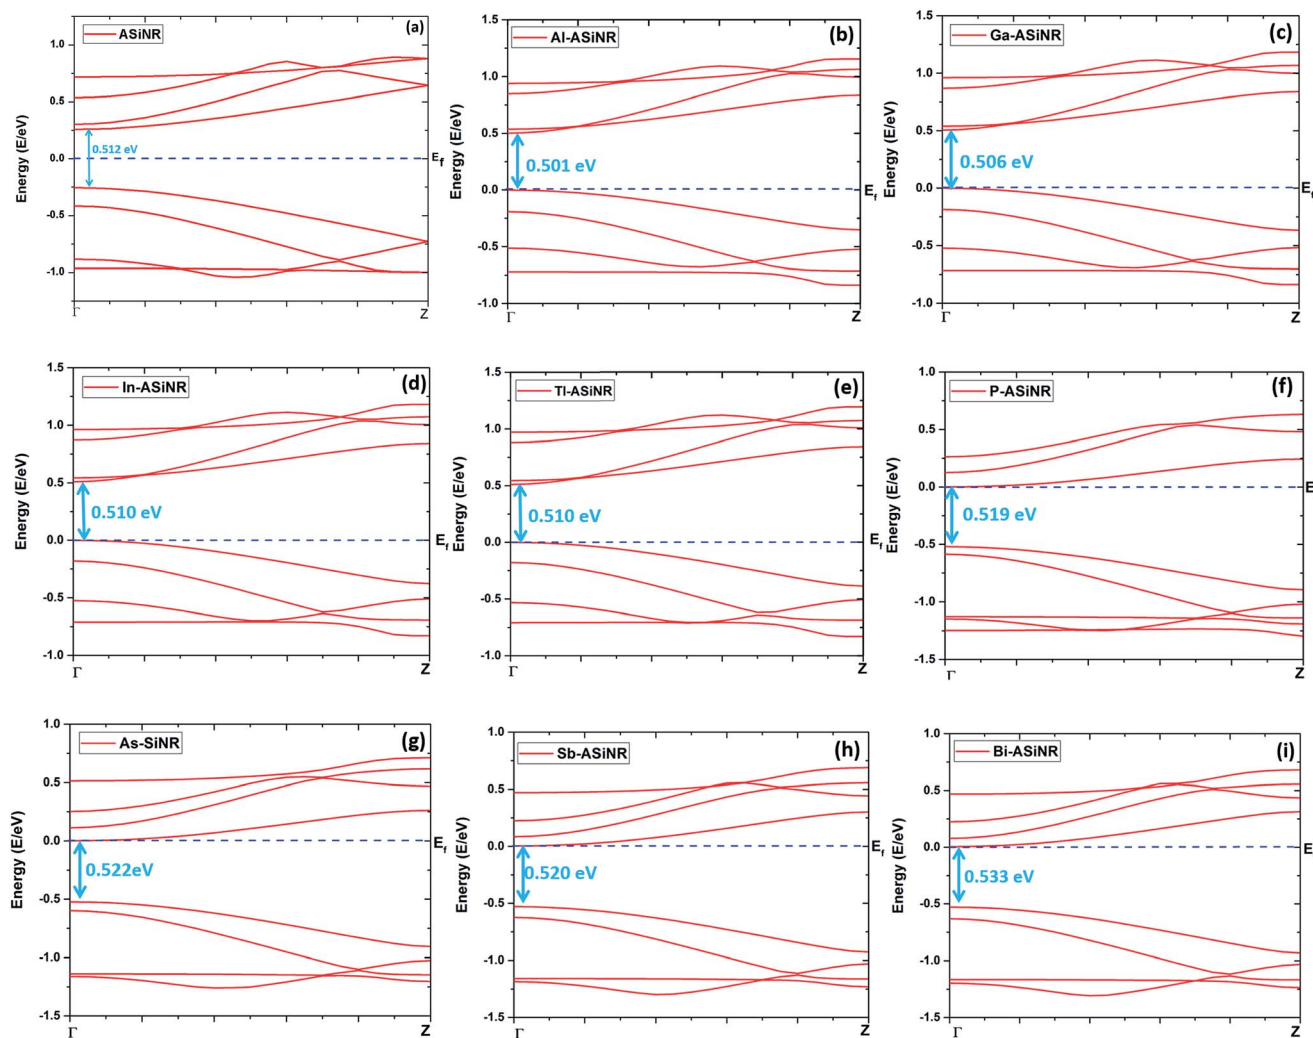 ASiNR
(a)
Energy (E/eV)
1.0
0.5
0.0
-0.5
-1.0
0.512 eV
Ef
Γ
Z
Al-ASiNR
(b)
Energy (E/eV)
1.5
1.0
0.5
0.0
-0.5
-1.0
0.501 eV
Ef
Γ
Z
Ga-ASiNR
(c)
Energy (E/eV)
1.5
1.0
0.5
0.0
-0.5
-1.0
0.506 eV
Ef
Γ
Z
In-ASiNR
(d)
Energy (E/eV)
1.5
1.0
0.5
0.0
-0.5
-1.0
0.510 eV
Ef
Γ
Z
Tl-ASiNR
(e)
Energy (E/eV)
1.5
1.0
0.5
0.0
-0.5
-1.0
0.510 eV
Γ
Z
P-ASiNR
(f)
Energy (E/eV)
1.0
0.5
0.0
-0.5
-1.0
-1.5
0.519 eV
E
Γ
Z
As-SiNR
(g)
Energy (E/eV)
1.0
0.5
0.0
-0.5
-1.0
-1.5
0.522eV
Ef
Γ
Z
Sb-ASiNR
(h)
Energy (E/eV)
1.0
0.5
0.0
-0.5
-1.0
-1.5
0.520 eV
Ef
Γ
Z
Bi-ASiNR
(i)
Energy (E/eV)
1.0
0.5
0.0
-0.5
-1.0
-1.5
0.533 eV
E
Γ
Z